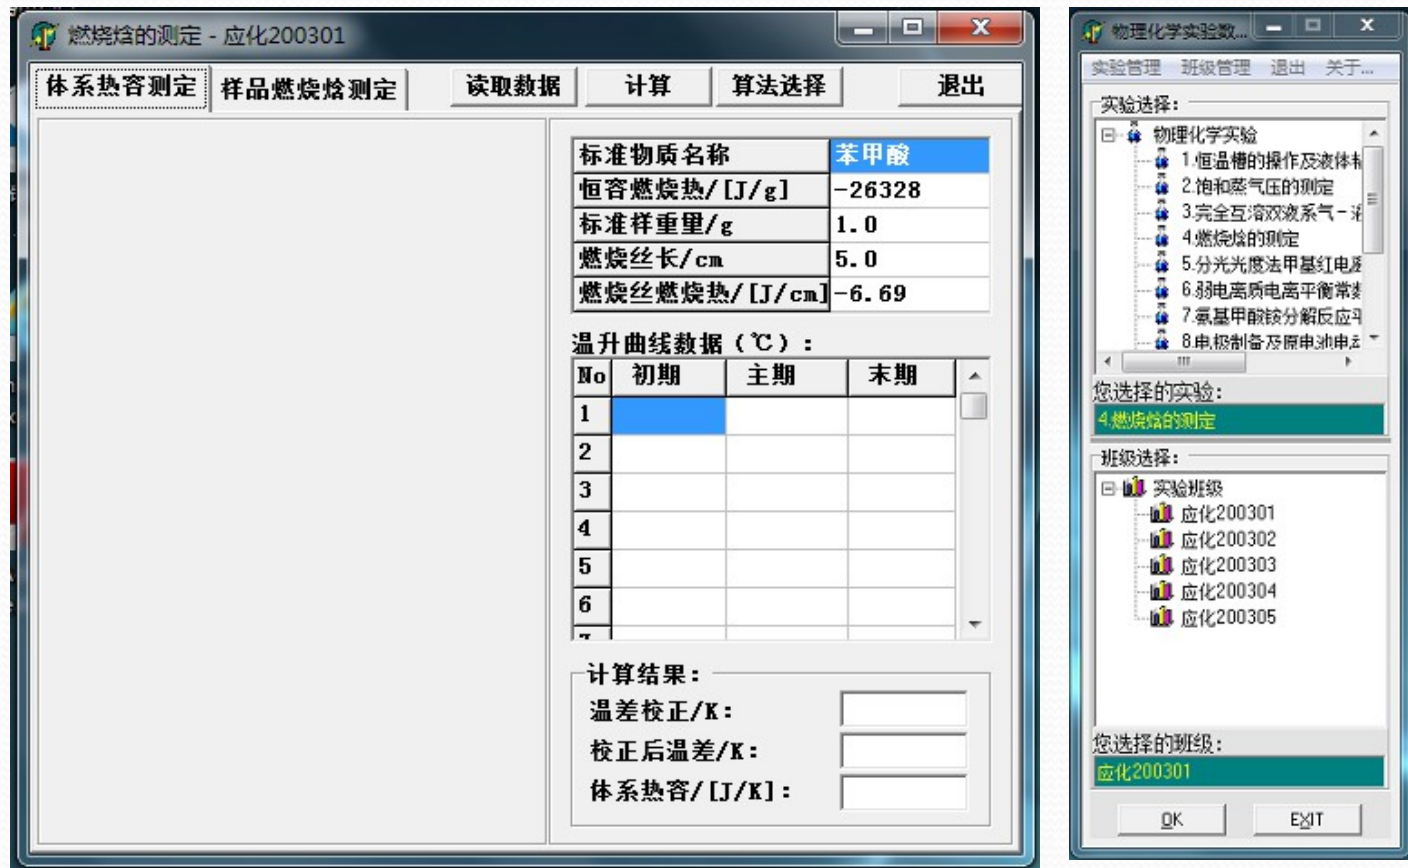 燃烧焓的测定 - 应化200301
体系热容测定 样品燃烧焓测定 读取数据 计算 算法选择 退出
标准物质名称 苯甲酸
恒容燃烧热/[J/g] -26328
标准样重里/g 1.0
燃烧丝长/cm 5.0
燃烧丝燃烧热/[J/cm] -6.69
温升曲线数据（℃）:
No 初期 主期 末期
1
2
3
4
5
6
7
计算结果:
温差校正/K:
校正后温差/K:
体系热容/[J/K]:
物理化学实验数...
实验管理 班级管理 退出 关于...
实验选择:
物理化学实验
1.恒温槽的操作及液体
2.饱和蒸气压的测定
3.完全互溶双液系气-
4.燃烧焓的测定
5.分光光度法甲基红电
6.弱电离质电离平衡常
7.氨基甲酸铵分解反应平
8.电极制备及原电池电
您选择的实验:
4.燃烧焓的测定
班级选择:
实验班级
应化200301
应化200302
应化200303
应化200304
应化200305
您选择的班级:
应化200301
OK EXIT